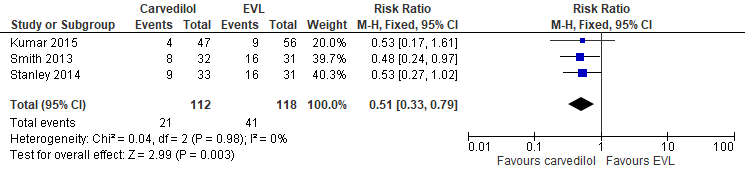 Carvedilol EVL Risk Ratio Risk Ratio
Study or Subgroup Events Total Events Total Weight M-H, Fixed, 95% CI M-H, Fixed, 95% CI
Kumar 2015 4 47 9 56 20.0% 0.53 [0.17, 1.61]
Smith 2013 8 32 16 31 39.7% 0.48 [0.24, 0.97]
Stanley 2014 9 33 16 31 40.3% 0.53 [0.27, 1.02]
Total (95% CI) 112 118 100.0% 0.51 [0.33, 0.79]
Total events 21 41
Heterogeneity: Chi² = 0.04, df = 2 (P = 0.98); I² = 0%
Test for overall effect: Z = 2.99 (P = 0.003)
0.01 0.1 1 10 100
Favours carvedilol Favours EVL